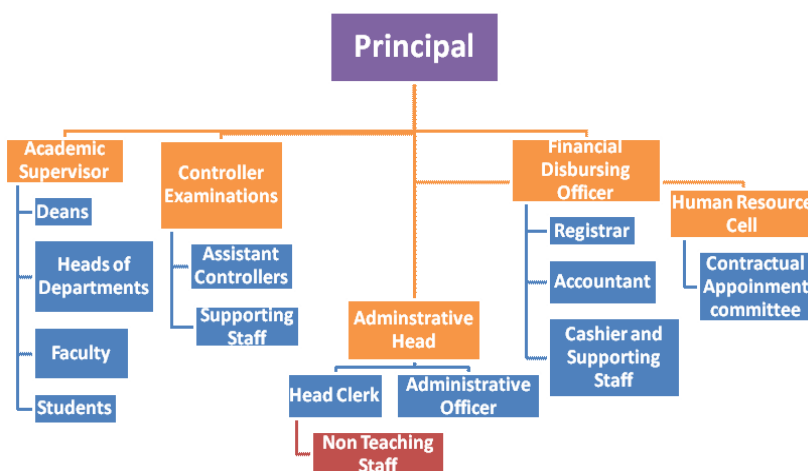 Principal
Academic
Supervisor
Deans
Heads of
Departments
Faculty
Students
Controller
Examinations
Assistant
Controllers
Supporting
Staff
Adminstrative
Head
Head Clerk
Non Teaching
Staff
Administrative
Officer
Financial
Disbursing
Officer
Registrar
Accountant
Cashier and
Supporting
Staff
Human Resource
Cell
Contractual
Appoinment
committee